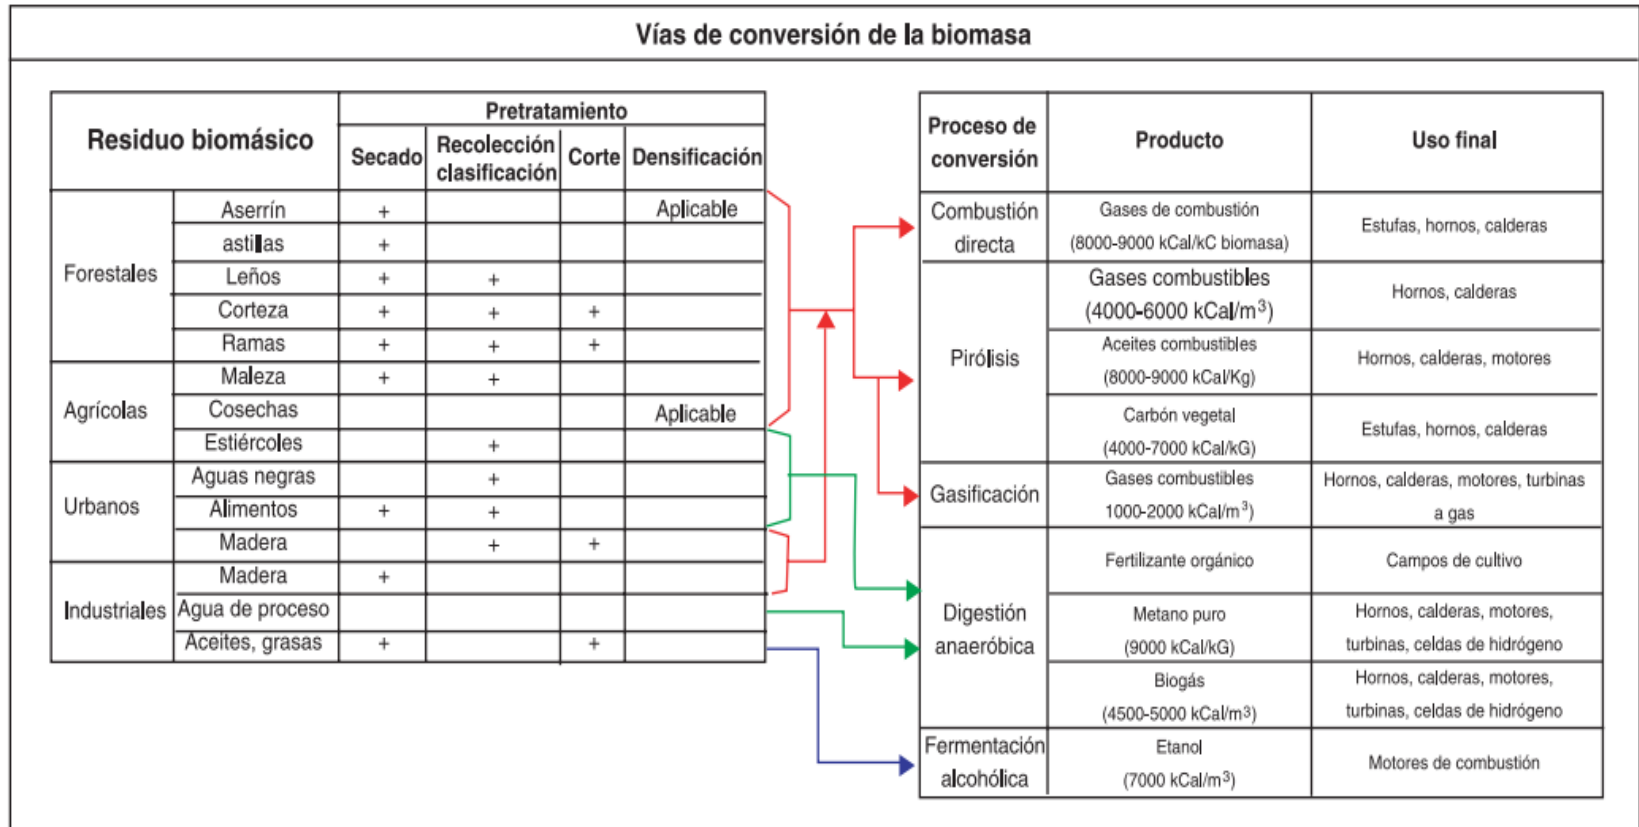 Vías de conversión de la biomasa
Residuo biomásico
Pretratamiento
Secado
Recolección
clasificación
Corte
Densificación
Forestales
Aserrín
+
Aplicable
astillas
+
Leños
+
+
Corteza
+
+
+
Ramas
+
+
+
Agrícolas
Maleza
+
+
Cosechas
Aplicable
Estiércoles
+
Urbanos
Aguas negras
+
Alimentos
+
+
Madera
+
+
Industriales
Madera
+
Agua de proceso
Aceites, grasas
+
+
Proceso de
conversión
Producto
Uso final
Combustión
directa
Gases de combustión
(8000-9000 kCal/kC biomasa)
Estufas, hornos, calderas
Pirólisis
Gases combustibles
(4000-6000 kCal/m³)
Hornos, calderas
Aceites combustibles
(8000-9000 kCal/Kg)
Hornos, calderas, motores
Carbón vegetal
(4000-7000 kCal/kG)
Estufas, hornos, calderas
Gasificación
Gases combustibles
1000-2000 kCal/m³)
Hornos, calderas, motores, turbinas
a gas
Digestión
anaeróbica
Fertilizante orgánico
Campos de cultivo
Metano puro
(9000 kCal/kG)
Hornos, calderas, motores,
turbinas, celdas de hidrógeno
Biogás
(4500-5000 kCal/m³)
Hornos, calderas, motores,
turbinas, celdas de hidrógeno
Fermentación
alcohólica
Etanol
(7000 kCal/m³)
Motores de combustión